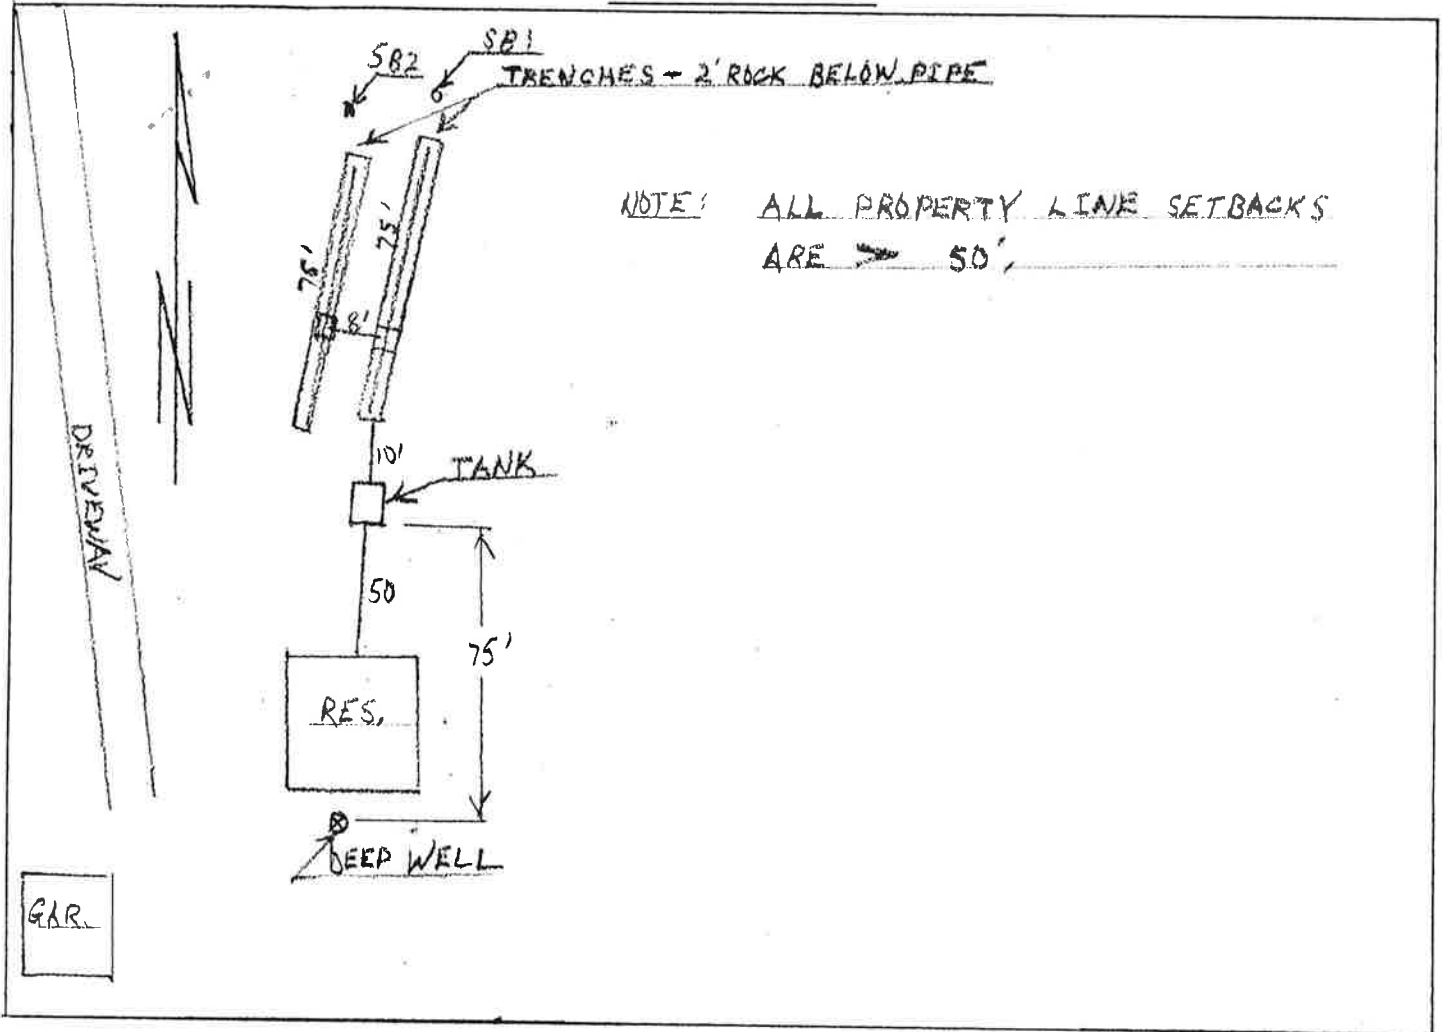 SB1
SB2
TRENCHES - 2' ROCK BELOW PIPE
NOTE: ALL PROPERTY LINE SETBACKS
ARE > 50'
75'
75'
8'
N
10'
TANK
DRIVEWAY
50
75'
RES.
DEEP WELL
GAR.